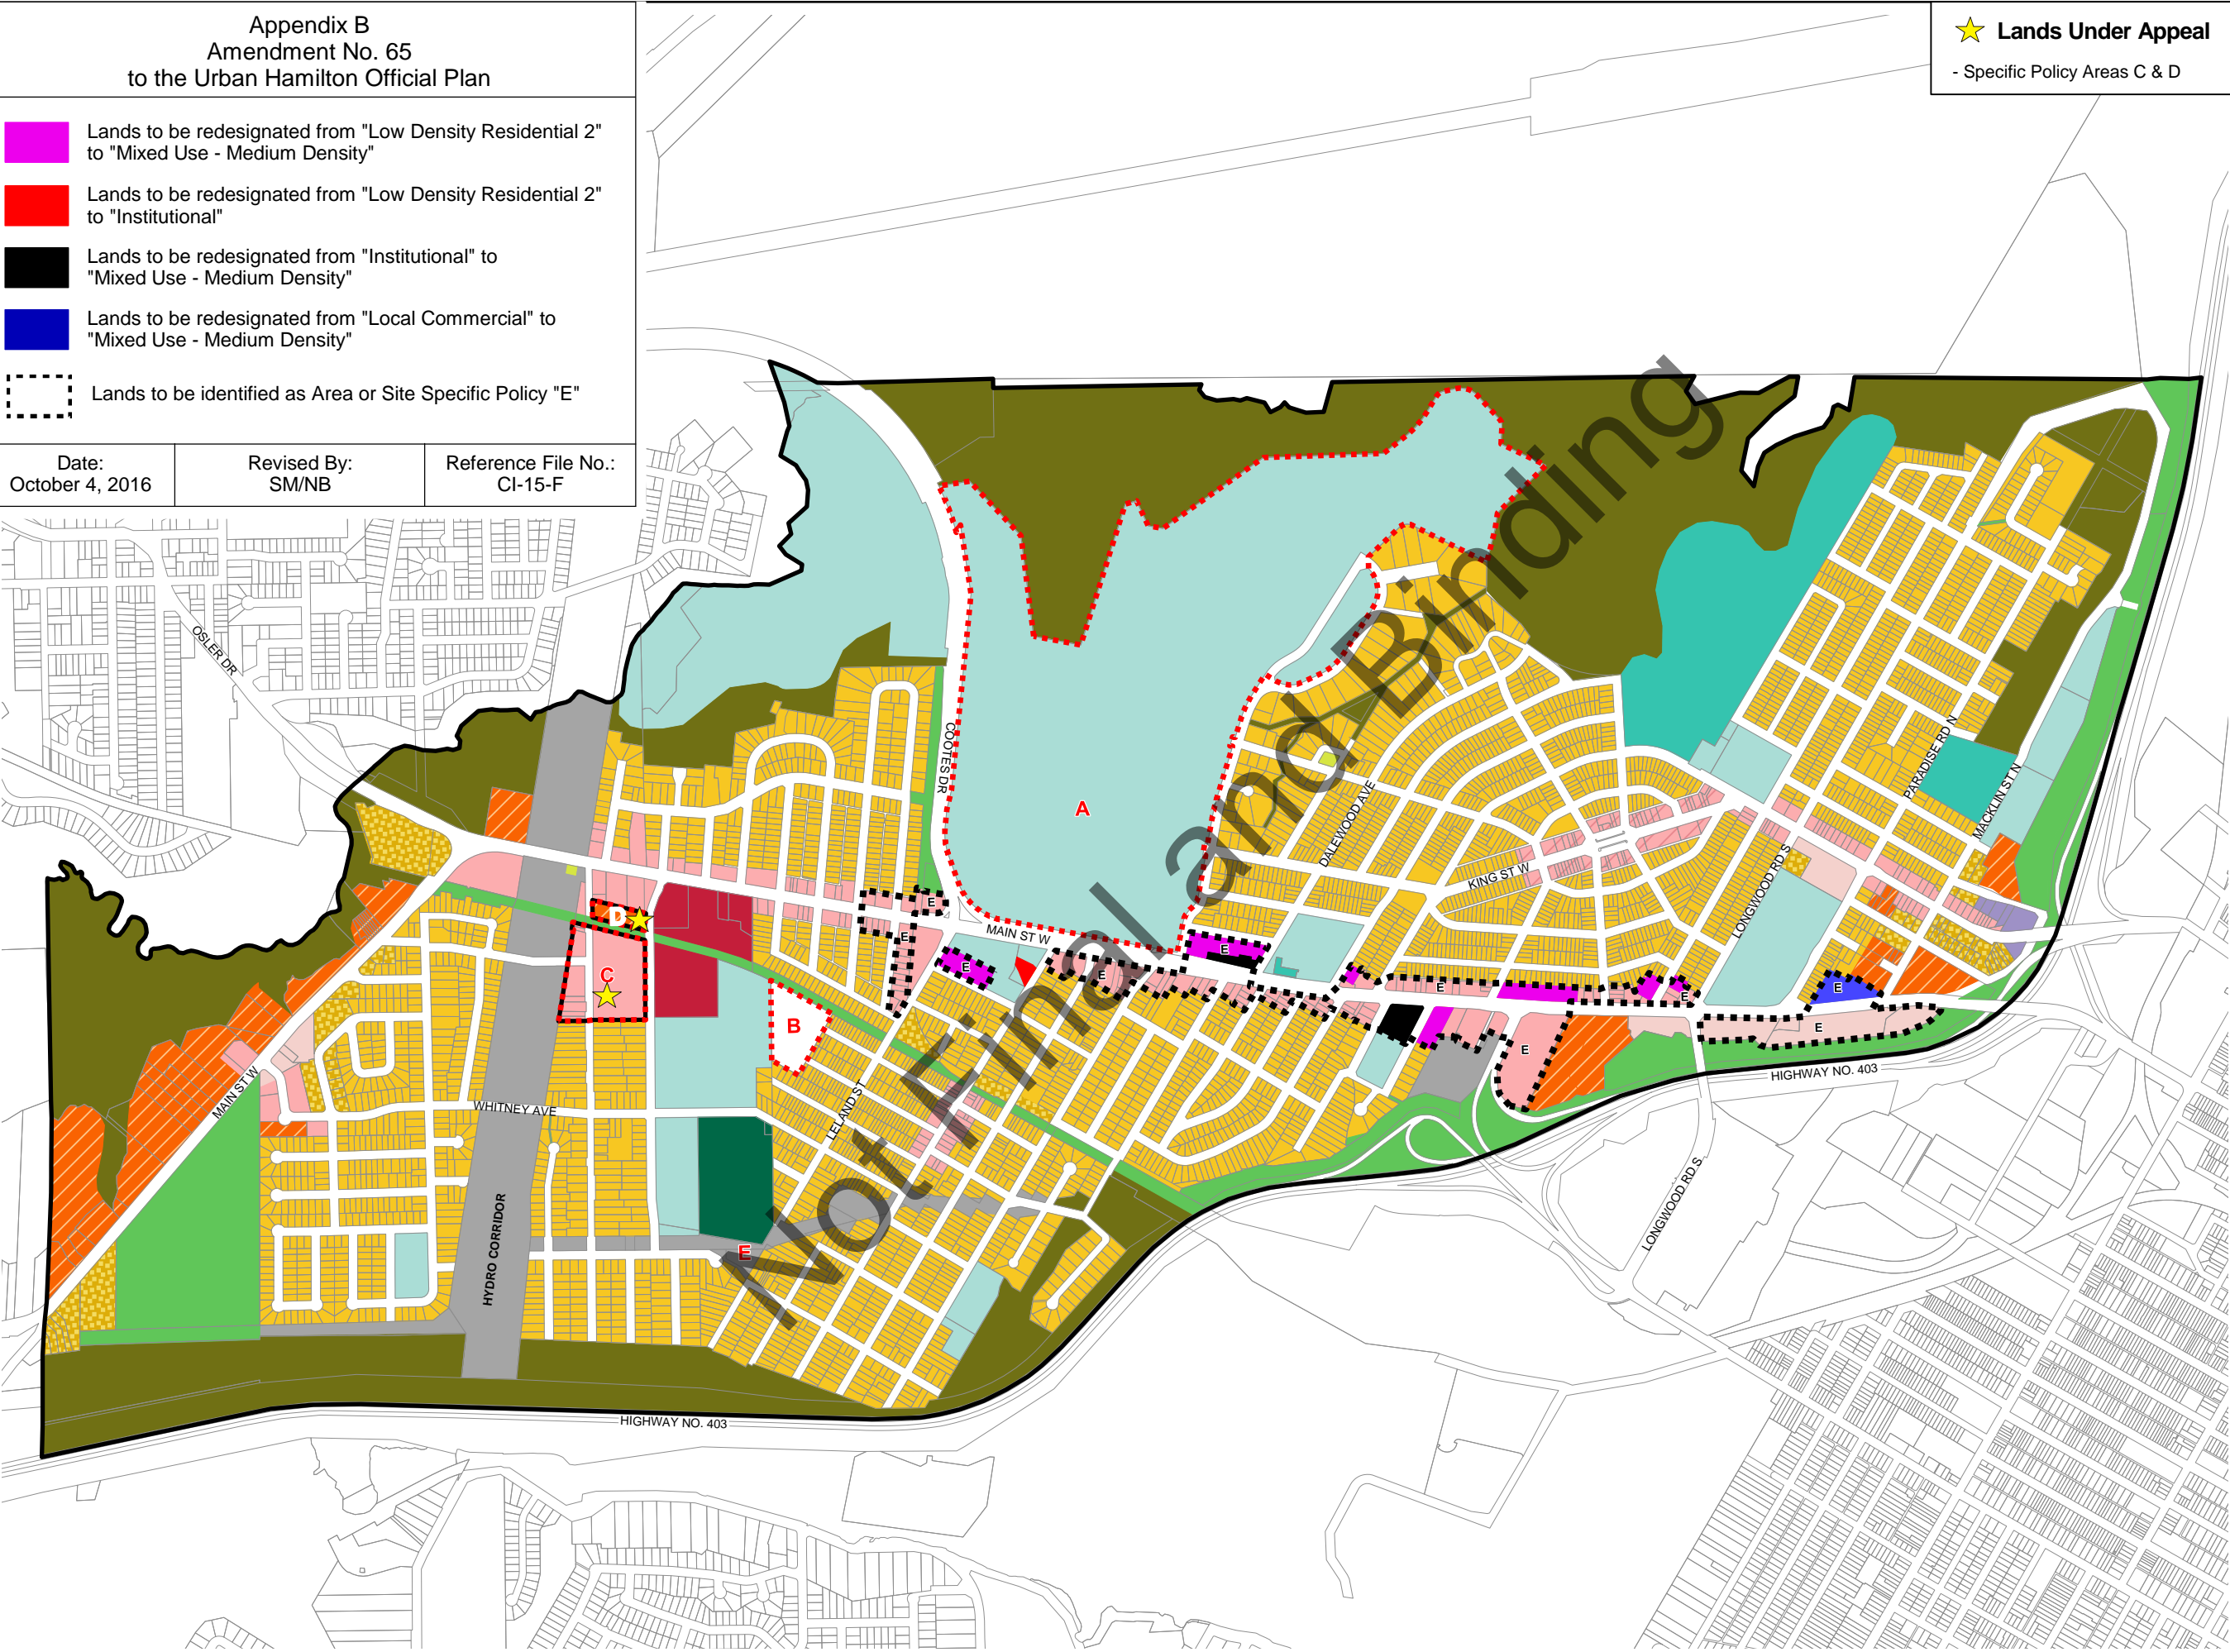 Appendix B
Amendment No. 65
to the Urban Hamilton Official Plan
Lands to be redesignated from "Low Density Residential 2"
to "Mixed Use - Medium Density"
Lands to be redesignated from "Low Density Residential 2"
to "Institutional"
Lands to be redesignated from "Institutional" to
"Mixed Use - Medium Density"
Lands to be redesignated from "Local Commercial" to
"Mixed Use - Medium Density"
Lands to be identified as Area or Site Specific Policy "E"
Date:
October 4, 2016
Revised By:
SM/NB
Reference File No.:
CI-15-F
Lands Under Appeal
- Specific Policy Areas C & D
Not Final and Binding
OSLER DR
COOTES DR
A
DALEWOOD AVE
KING ST W
PARADISE RD N
MACKLIN ST N
LONGWOOD RD S
MAIN ST W
D
C
B
E
E
E
E
E
E
E
E
E
E
E
MAIN ST W
WHITNEY AVE
LELAND ST
HYDRO CORRIDOR
HIGHWAY NO. 403
LONGWOOD RD S
HIGHWAY NO. 403